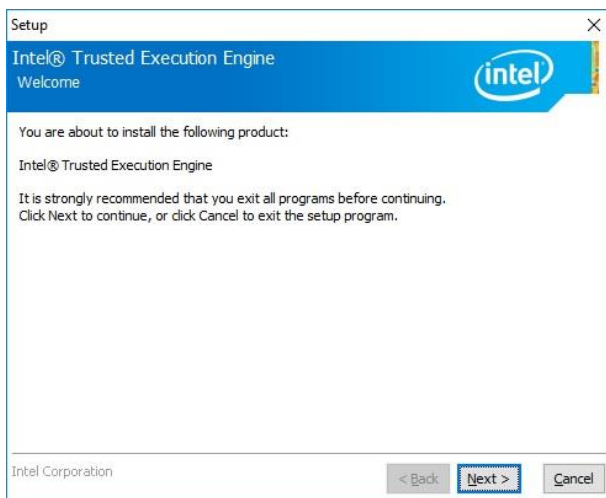 Setup
Intel® Trusted Execution Engine
Welcome
intel
You are about to install the following product:
Intel® Trusted Execution Engine
It is strongly recommended that you exit all programs before continuing.
Click Next to continue, or click Cancel to exit the setup program.
Intel Corporation
< Back Next > Cancel